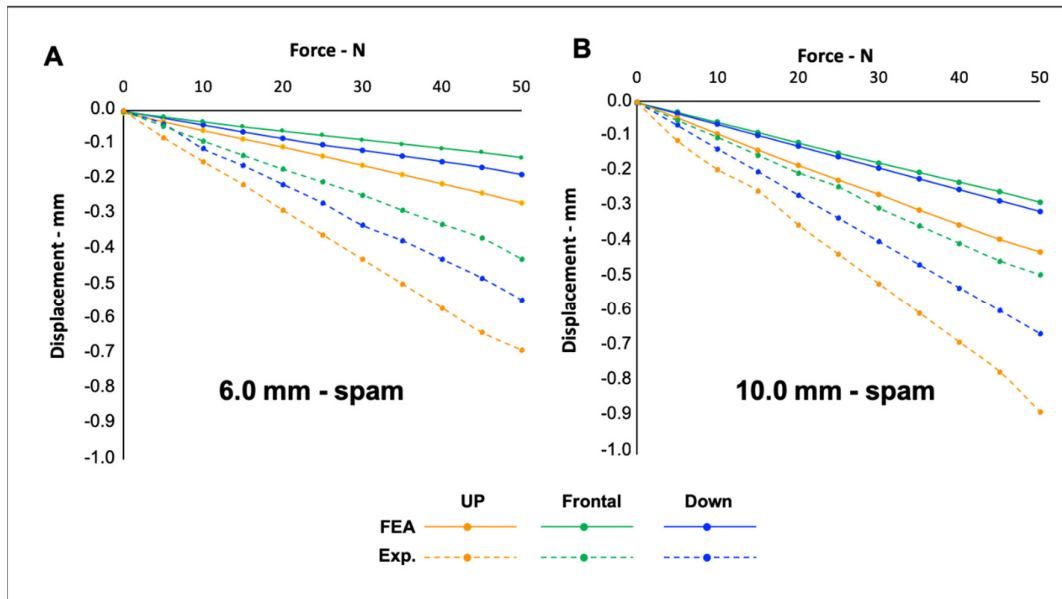 A
Force - N
0 10 20 30 40 50
0.0
-0.1
-0.2
-0.3
-0.4
-0.5
-0.6
-0.7
-0.8
-0.9
-1.0
Displacement - mm
6.0 mm - spam
B
Force - N
0 10 20 30 40 50
0.0
-0.1
-0.2
-0.3
-0.4
-0.5
-0.6
-0.7
-0.8
-0.9
-1.0
Displacement - mm
10.0 mm - spam
UP Frontal Down
FEA
Exp.